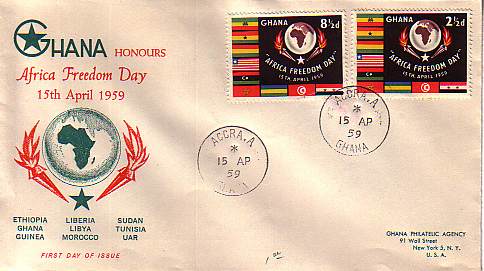 GHANA HONOURS
Africa Freedom Day
15th April 1959
ETHIOPIA LIBERIA SUDAN
GHANA LIBYA TUNISIA
GUINEA MOROCCO UAR
FIRST DAY OF ISSUE
GHANA 8½d
"AFRICA FREEDOM DAY"
15TH APRIL 1959
GHANA 2½d
"AFRICA FREEDOM DAY"
15TH APRIL 1959
ACCRA.A
*
15 AP
59
ACCRA.A
*
15 AP
59
GHANA
GHANA PHILATELIC AGENCY
91 Wall Street
New York 5, N. Y.
U. S. A.